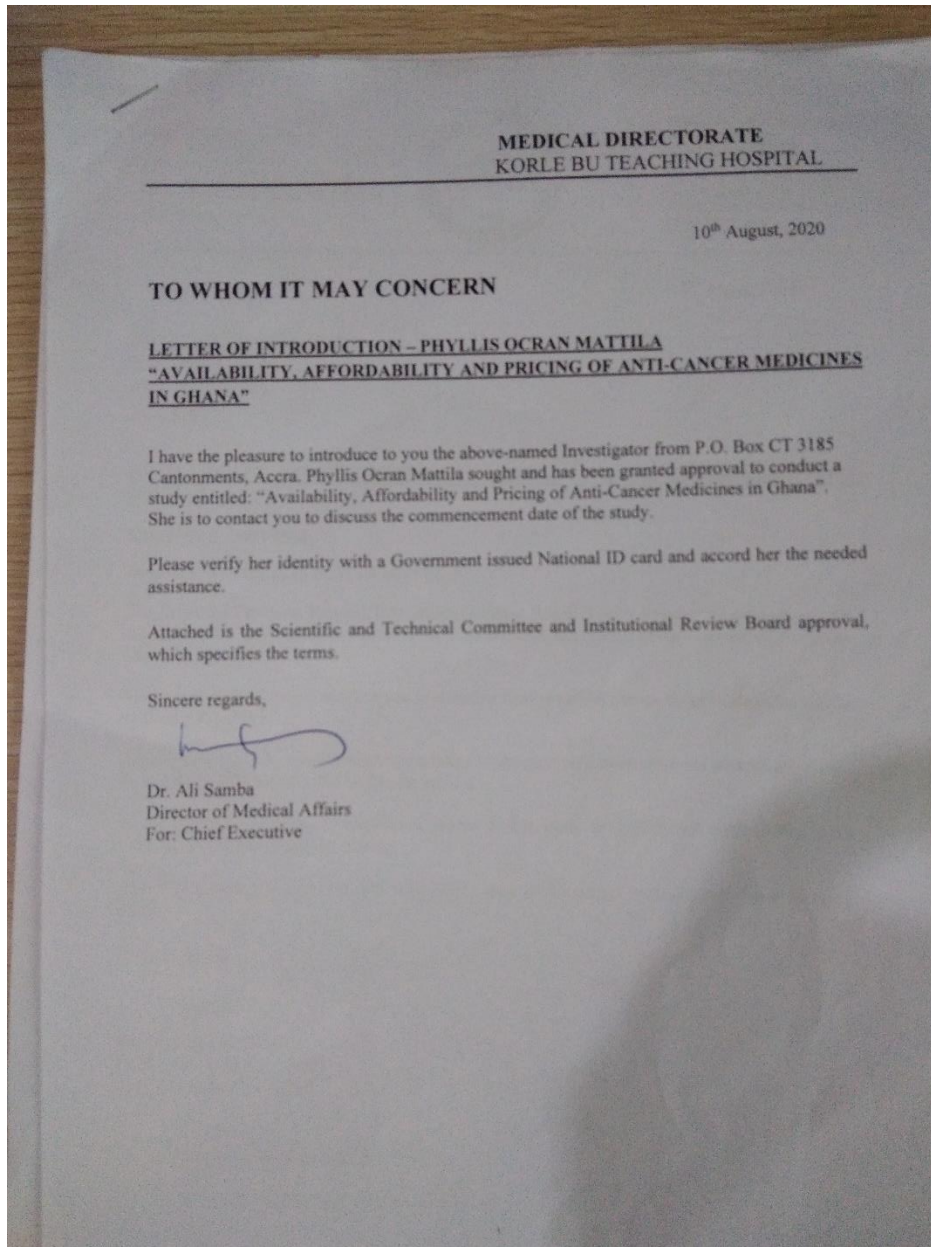 MEDICAL DIRECTORATE
KORLE BU TEACHING HOSPITAL
10th August, 2020
TO WHOM IT MAY CONCERN
LETTER OF INTRODUCTION – PHYLLIS OCRAN MATTILA
“AVAILABILITY, AFFORDABILITY AND PRICING OF ANTI-CANCER MEDICINES
IN GHANA”
I have the pleasure to introduce to you the above-named Investigator from P.O. Box CT 3185
Cantonments, Accra. Phyllis Ocran Mattila sought and has been granted approval to conduct a
study entitled: “Availability, Affordability and Pricing of Anti-Cancer Medicines in Ghana”.
She is to contact you to discuss the commencement date of the study.
Please verify her identity with a Government issued National ID card and accord her the needed
assistance.
Attached is the Scientific and Technical Committee and Institutional Review Board approval,
which specifies the terms.
Sincere regards,
Dr. Ali Samba
Director of Medical Affairs
For: Chief Executive